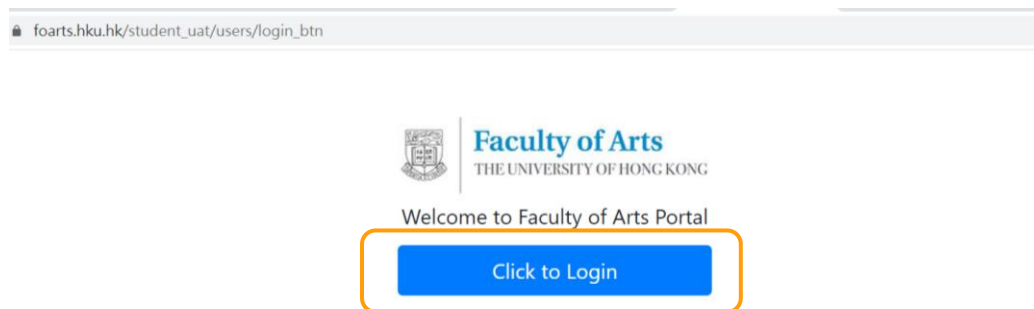 foarts.hku.hk/student_uat/users/login_btn
Faculty of Arts
THE UNIVERSITY OF HONG KONG
Welcome to Faculty of Arts Portal
Click to Login